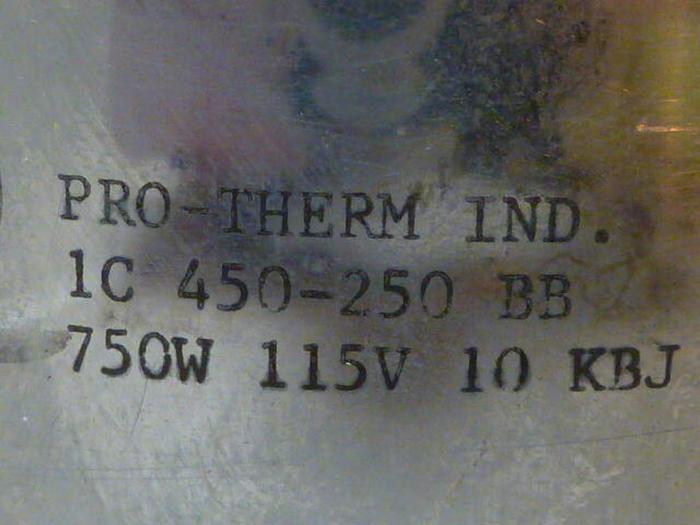 PRO-THERM IND.
1C 450-250 BB
750W 115V 10 KBJ